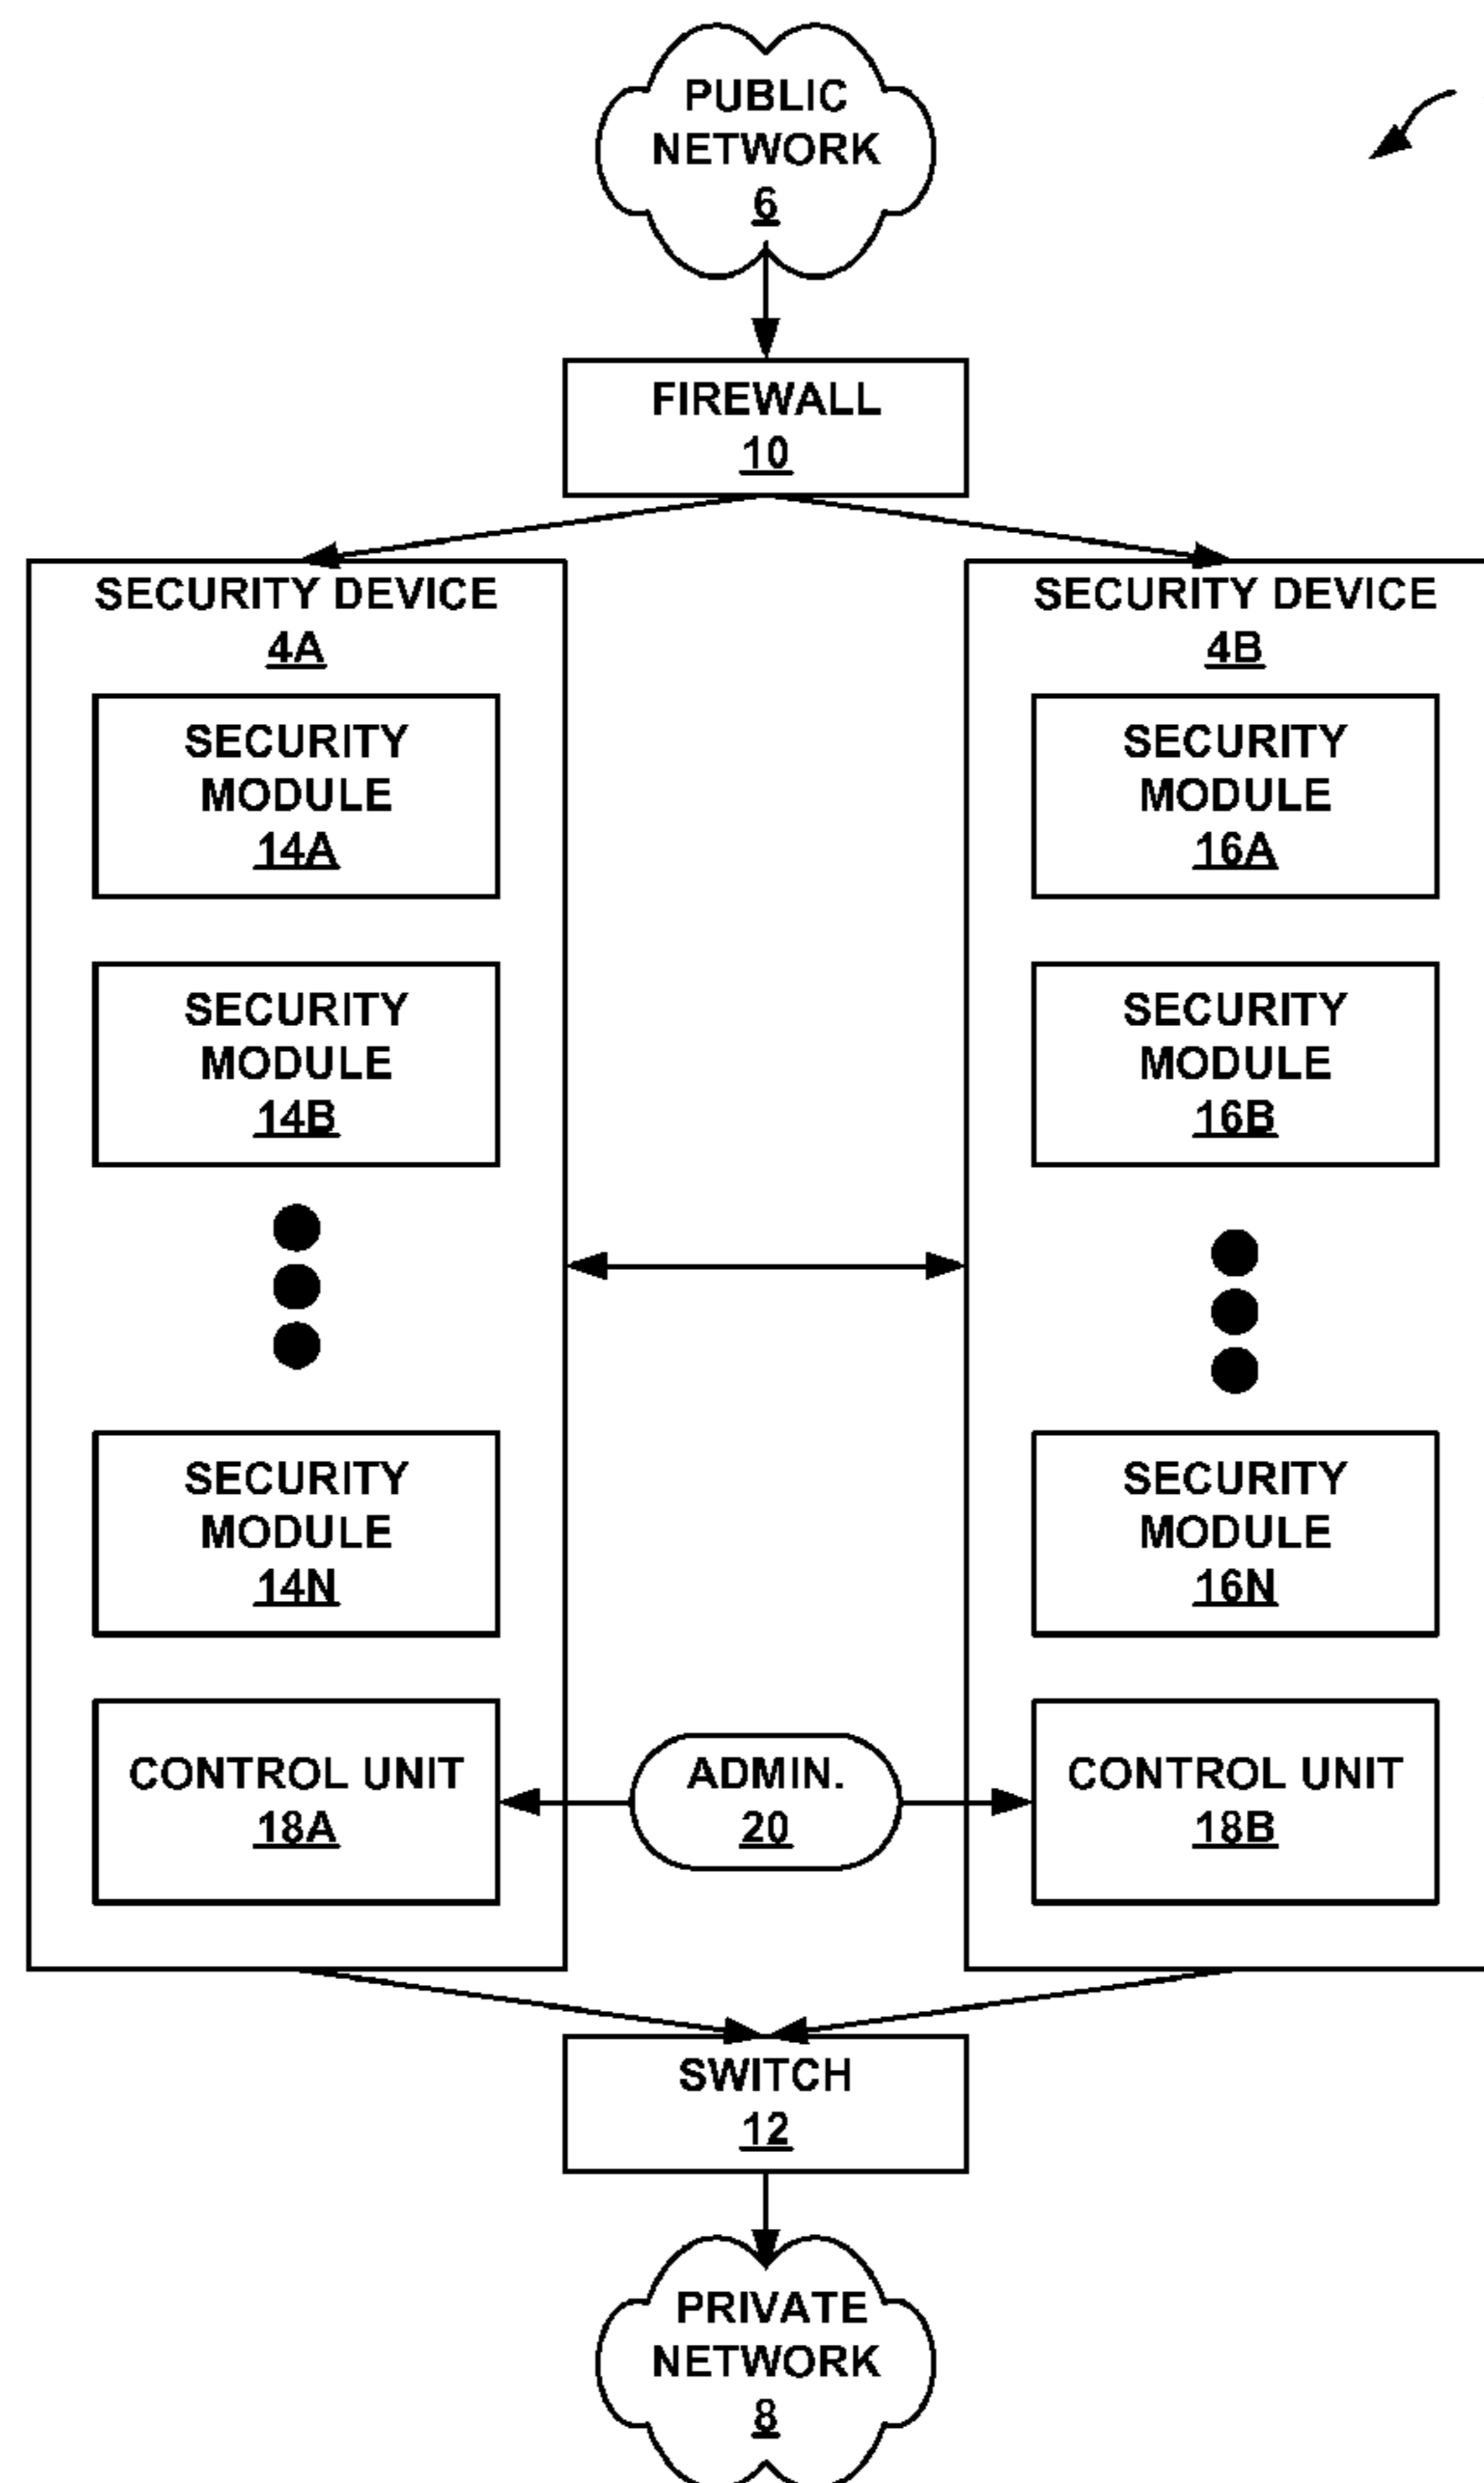 PUBLIC
NETWORK
6
FIREWALL
10
SECURITY DEVICE
4A
SECURITY
MODULE
14A
SECURITY
MODULE
14B
SECURITY
MODULE
14N
CONTROL UNIT
18A
SECURITY DEVICE
4B
SECURITY
MODULE
16A
SECURITY
MODULE
16B
SECURITY
MODULE
16N
CONTROL UNIT
18B
ADMIN.
20
SWITCH
12
PRIVATE
NETWORK
8